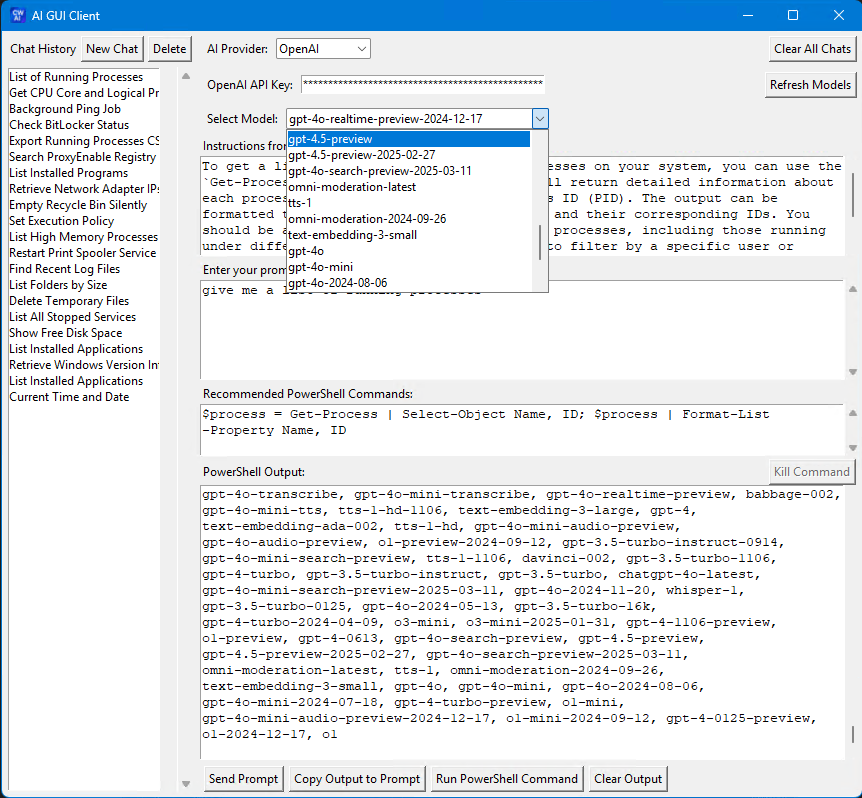 CW
AI
AI GUI Client
Chat History
New Chat
Delete
AI Provider:
OpenAI
Clear All Chats
List of Running Processes
Get CPU Core and Logical Pr
Background Ping Job
Check BitLocker Status
Export Running Processes CS
Search ProxyEnable Registry
List Installed Programs
Retrieve Network Adapter IPs
Empty Recycle Bin Silently
Set Execution Policy
List High Memory Processes
Restart Print Spooler Service
Find Recent Log Files
List Folders by Size
Delete Temporary Files
List All Stopped Services
Show Free Disk Space
List Installed Applications
Retrieve Windows Version In
List Installed Applications
Current Time and Date
OpenAI API Key:
**************************************************
Refresh Models
Select Model:
gpt-4o-realtime-preview-2024-12-17
gpt-4.5-preview
gpt-4.5-preview-2025-02-27
gpt-4o-search-preview-2025-03-11
omni-moderation-latest
tts-1
omni-moderation-2024-09-26
text-embedding-3-small
gpt-4o
gpt-4o-mini
gpt-4o-2024-08-06
Instructions from
To get a li esses on your system, you can use the
`Get-Proces ll return detailed information about
each proces s ID (PID). The output can be
formatted t and their corresponding IDs. You
should be a processes, including those running
under diffe to filter by a specific user or
Enter your prom
give me a list of running processes
Recommended PowerShell Commands:
$process = Get-Process | Select-Object Name, ID; $process | Format-List
-Property Name, ID
PowerShell Output:
Kill Command
gpt-4o-transcribe, gpt-4o-mini-transcribe, gpt-4o-realtime-preview, babbage-002,
gpt-4o-mini-tts, tts-1-hd-1106, text-embedding-3-large, gpt-4,
text-embedding-ada-002, tts-1-hd, gpt-4o-mini-audio-preview,
gpt-4o-audio-preview, o1-preview-2024-09-12, gpt-3.5-turbo-instruct-0914,
gpt-4o-mini-search-preview, tts-1-1106, davinci-002, gpt-3.5-turbo-1106,
gpt-4-turbo, gpt-3.5-turbo-instruct, gpt-3.5-turbo, chatgpt-4o-latest,
gpt-4o-mini-search-preview-2025-03-11, gpt-4o-2024-11-20, whisper-1,
gpt-3.5-turbo-0125, gpt-4o-2024-05-13, gpt-3.5-turbo-16k,
gpt-4-turbo-2024-04-09, o3-mini, o3-mini-2025-01-31, gpt-4-1106-preview,
o1-preview, gpt-4-0613, gpt-4o-search-preview, gpt-4.5-preview,
gpt-4.5-preview-2025-02-27, gpt-4o-search-preview-2025-03-11,
omni-moderation-latest, tts-1, omni-moderation-2024-09-26,
text-embedding-3-small, gpt-4o, gpt-4o-mini, gpt-4o-2024-08-06,
gpt-4o-mini-2024-07-18, gpt-4-turbo-preview, o1-mini,
gpt-4o-mini-audio-preview-2024-12-17, o1-mini-2024-09-12, gpt-4-0125-preview,
o1-2024-12-17, o1
Send Prompt
Copy Output to Prompt
Run PowerShell Command
Clear Output